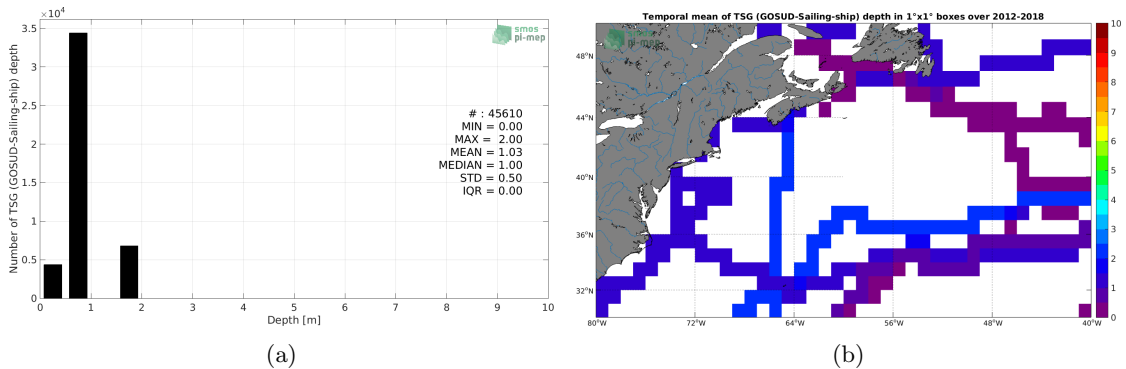 ×10⁴
3.5
3
2.5
2
1.5
1
0.5
0
Number of TSG (GOSUD-Sailing-ship) depth
smos
pi-mep
# : 45610
MIN = 0.00
MAX = 2.00
MEAN = 1.03
MEDIAN = 1.00
STD = 0.50
IQR = 0.00
0 1 2 3 4 5 6 7 8 9 10
Depth [m]
(a)
Temporal mean of TSG (GOSUD-Sailing-ship) depth in 1°x1° boxes over 2012-2018
smos
pi-mep
48°N
44°N
40°N
36°N
32°N
80°W 72°W 64°W 56°W 48°W 40°W
10
9
8
7
6
5
4
3
2
1
0
(b)